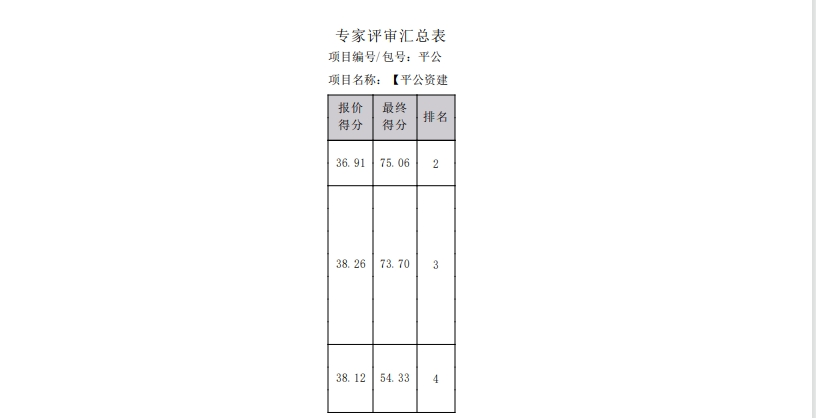 专家评审汇总表
项目编号/包号：平公
项目名称：【平公资建
报价得分 最终得分 排名
36.91 75.06 2
38.26 73.70 3
38.12 54.33 4